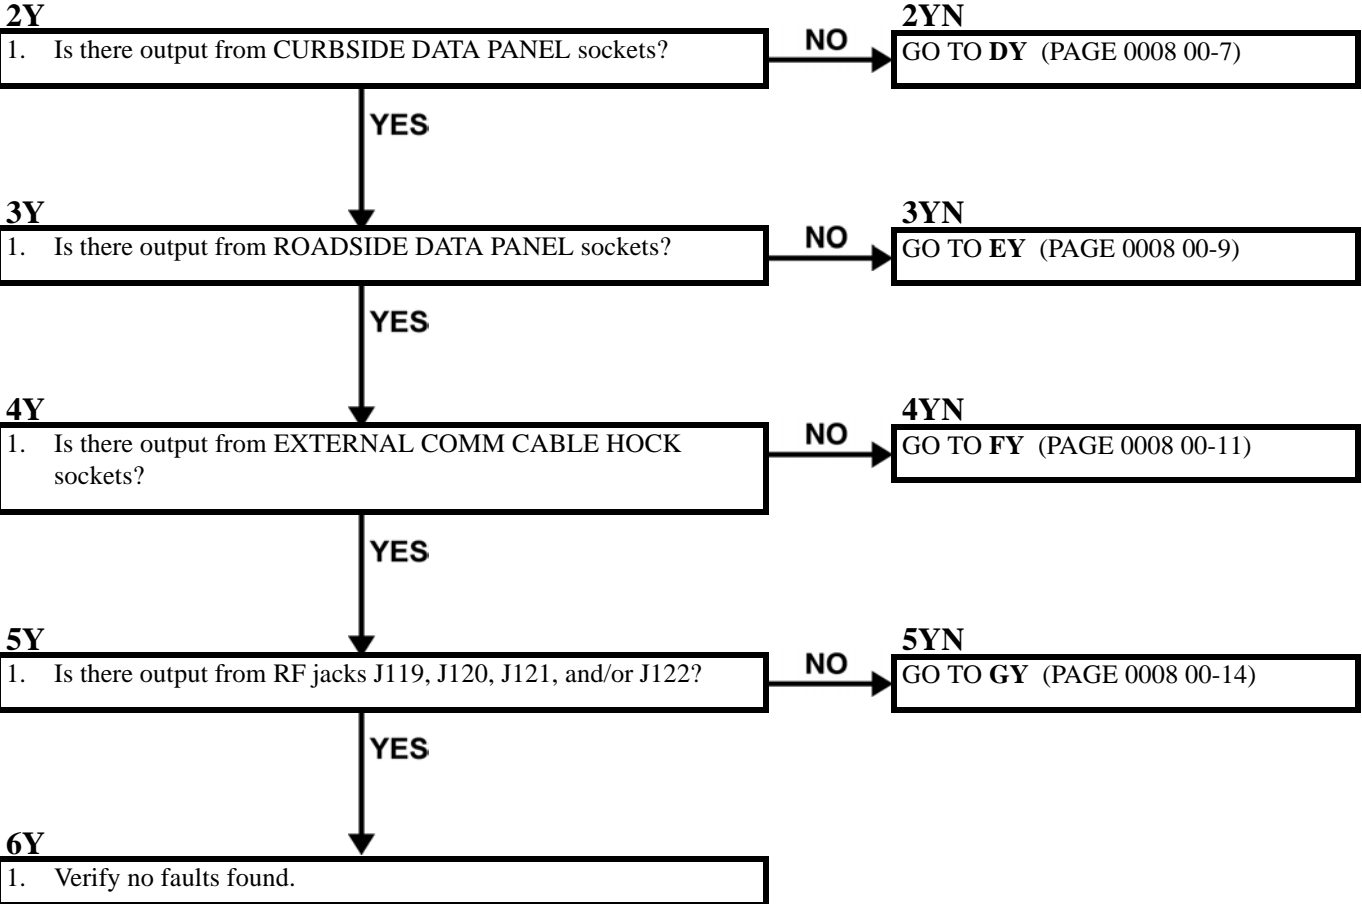 2Y
1. Is there output from CURBSIDE DATA PANEL sockets?
NO
2YN
GO TO DY (PAGE 0008 00-7)
YES
3Y
1. Is there output from ROADSIDE DATA PANEL sockets?
NO
3YN
GO TO EY (PAGE 0008 00-9)
YES
4Y
1. Is there output from EXTERNAL COMM CABLE HOCK
sockets?
NO
4YN
GO TO FY (PAGE 0008 00-11)
YES
5Y
1. Is there output from RF jacks J119, J120, J121, and/or J122?
NO
5YN
GO TO GY (PAGE 0008 00-14)
YES
6Y
1. Verify no faults found.